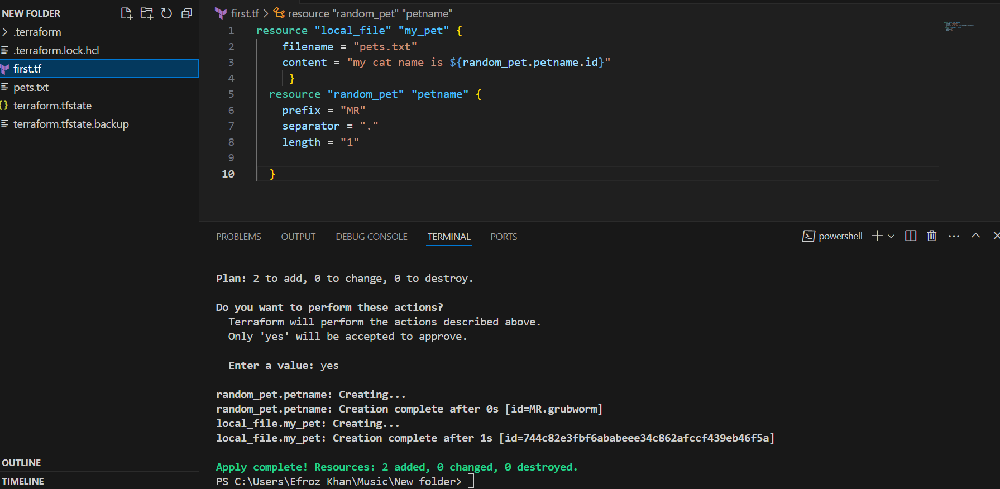 NEW FOLDER
.terraform
.terraform.lock.hcl
first.tf
pets.txt
terraform.tfstate
terraform.tfstate.backup
OUTLINE
TIMELINE
first.tf > resource "random_pet" "petname"
1 resource "local_file" "my_pet" {
2 filename = "pets.txt"
3 content = "my cat name is ${random_pet.petname.id}"
4 }
5 resource "random_pet" "petname" {
6 prefix = "MR"
7 separator = "."
8 length = "1"
9
10 }
PROBLEMS OUTPUT DEBUG CONSOLE TERMINAL PORTS powershell
Plan: 2 to add, 0 to change, 0 to destroy.
Do you want to perform these actions?
Terraform will perform the actions described above.
Only 'yes' will be accepted to approve.
Enter a value: yes
random_pet.petname: Creating...
random_pet.petname: Creation complete after 0s [id=MR.grubworm]
local_file.my_pet: Creating...
local_file.my_pet: Creation complete after 1s [id=744c82e3fbf6ababeee34c862afccf439eb46f5a]
Apply complete! Resources: 2 added, 0 changed, 0 destroyed.
PS C:\Users\Efroz Khan\Music\New folder>